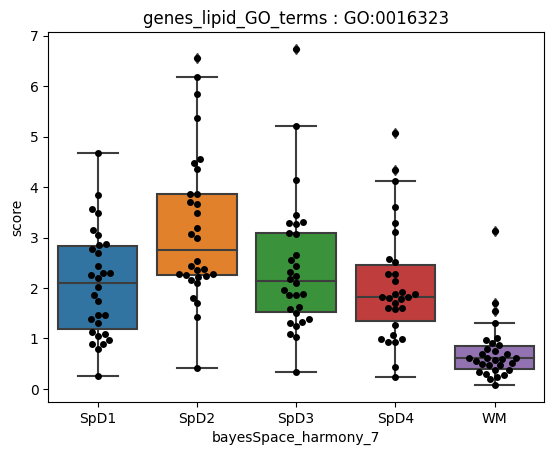 genes_lipid_GO_terms : GO:0016323
7
6
5
4
3
2
1
0
score
SpD1 SpD2 SpD3 SpD4 WM
bayesSpace_harmony_7